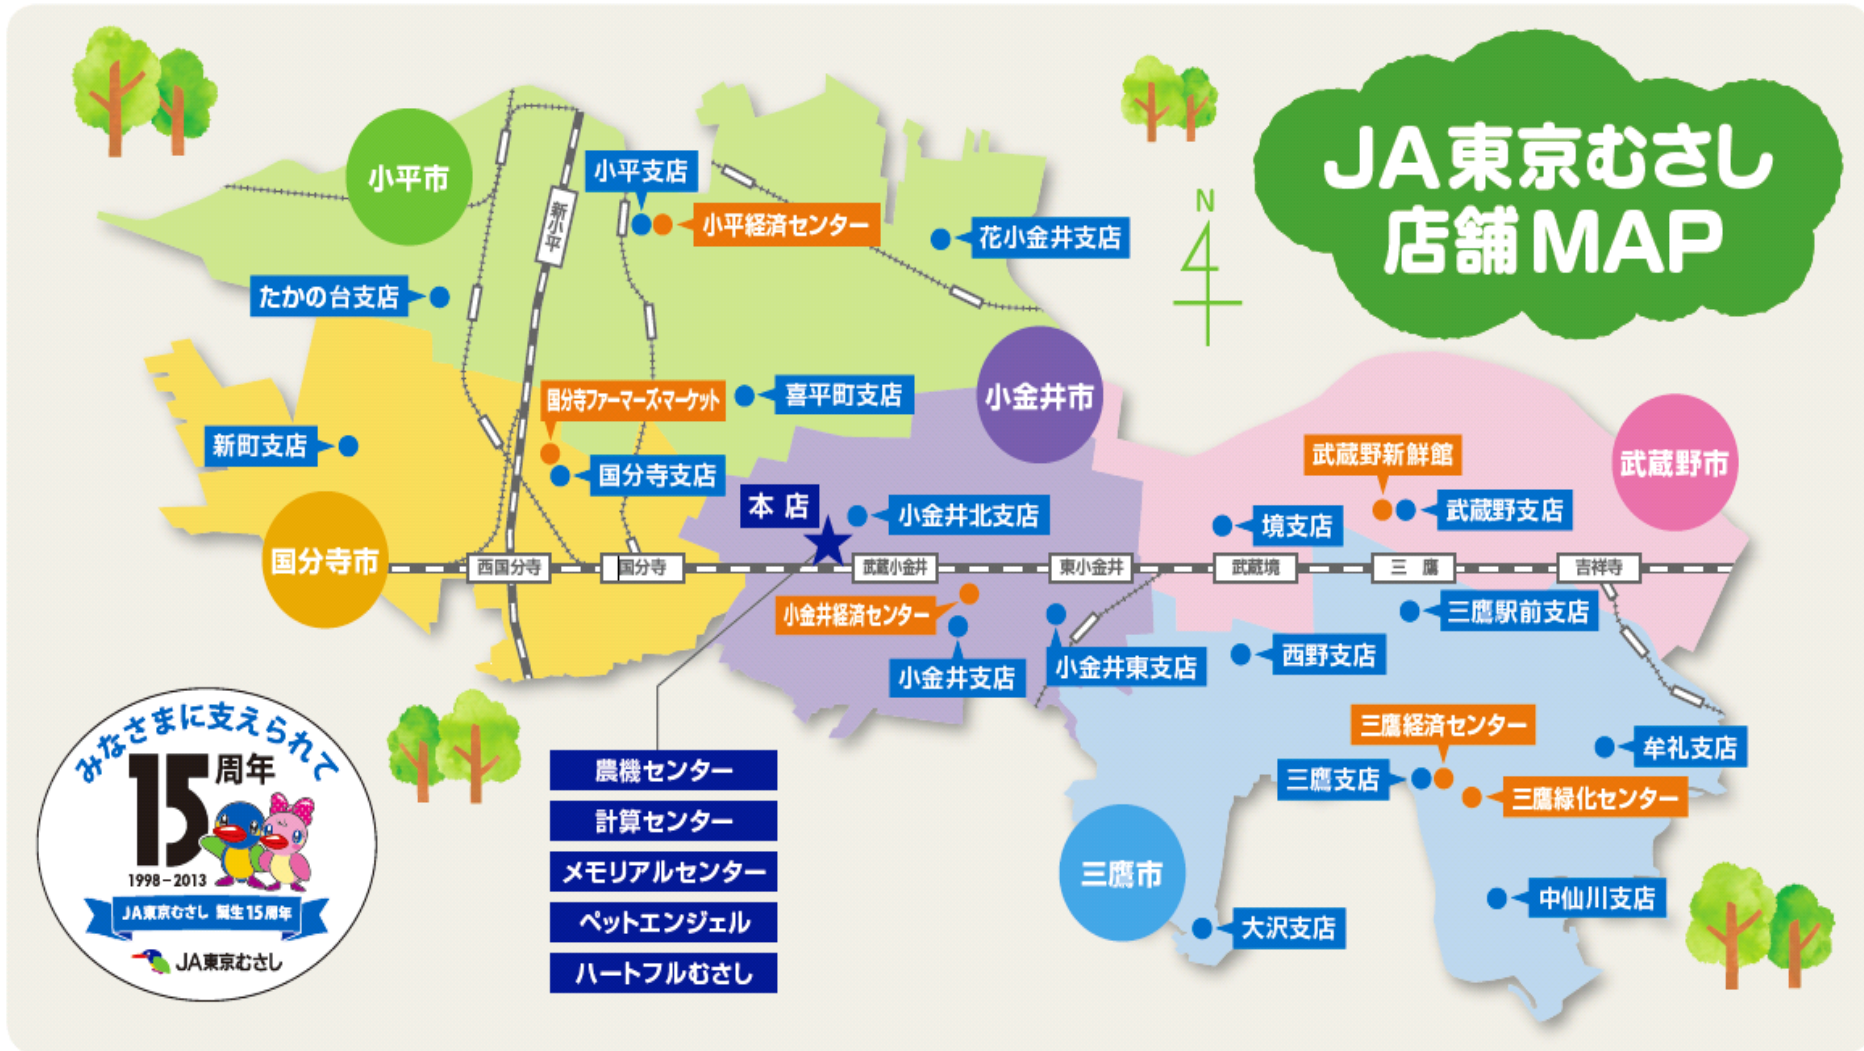 JA東京むさし
店舗MAP
N
小平市
新小平
小平支店
小平経済センター
花小金井支店
たかの台支店
小金井市
国分寺ファーマーズ・マーケット
喜平町支店
新町支店
国分寺支店
武蔵野新鮮館
武蔵野市
武蔵野支店
本店
小金井北支店
境支店
国分寺市
西国分寺
国分寺
武蔵小金井
東小金井
武蔵境
三鷹
吉祥寺
小金井経済センター
三鷹駅前支店
小金井支店
小金井東支店
西野支店
三鷹経済センター
牟礼支店
三鷹支店
三鷹緑化センター
三鷹市
中仙川支店
大沢支店
農機センター
計算センター
メモリアルセンター
ペットエンジェル
ハートフルむさし
みなさまに支えられて
15周年
1998-2013
JA東京むさし 誕生15周年
JA東京むさし